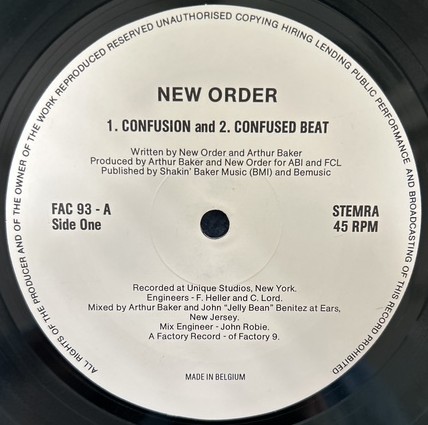 ALL RIGHTS OF THE PRODUCER AND OF THE OWNER OF THE WORK REPRODUCED RESERVED UNAUTHORISED COPYING HIRING LENDING PUBLIC PERFORMANCE AND BROADCASTING OF THIS RECORD PROHIBITED
NEW ORDER
1. CONFUSION and 2. CONFUSED BEAT
Written by New Order and Arthur Baker
Produced by Arthur Baker and New Order for ABI and FCL
Published by Shakin' Baker Music (BMI) and Bemusic
FAC 93 - A
Side One
STEMRA
45 RPM
Recorded at Unique Studios, New York.
Engineers - F. Heller and C. Lord.
Mixed by Arthur Baker and John "Jelly Bean" Benitez at Ears,
New Jersey.
Mix Engineer - John Robie.
A Factory Record - of Factory 9.
MADE IN BELGIUM